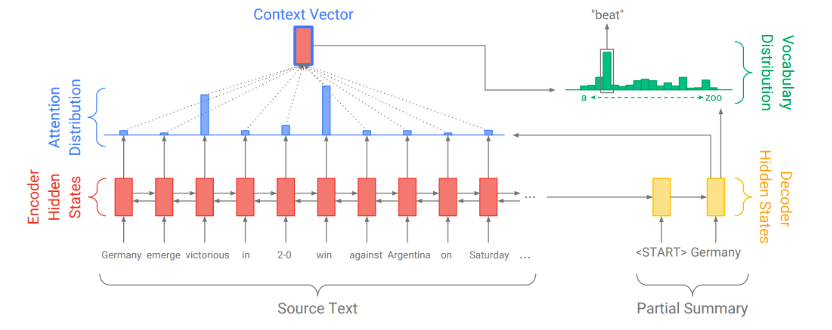 Context Vector
"beat"
Vocabulary
Distribution
a
zoo
Attention
Distribution
Encoder
Hidden
States
...
Decoder
Hidden States
Germany emerge victorious in 2-0 win against Argentina on Saturday ...
<START> Germany
Source Text
Partial Summary